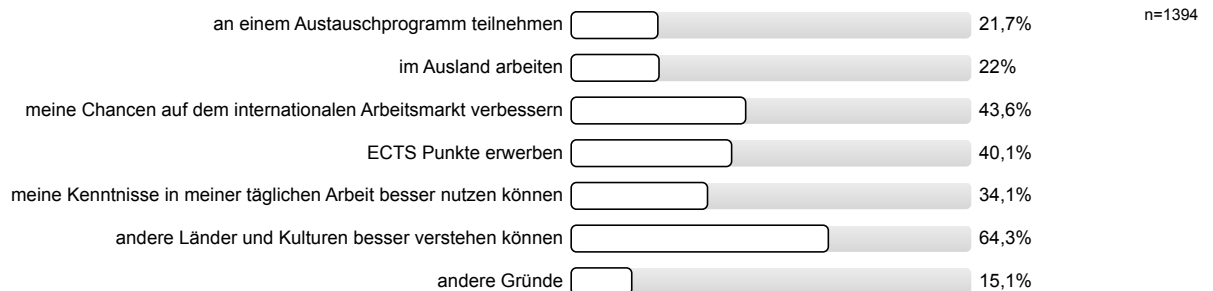 an einem Austauschprogramm teilnehmen 21,7% n=1394
im Ausland arbeiten 22%
meine Chancen auf dem internationalen Arbeitsmarkt verbessern 43,6%
ECTS Punkte erwerben 40,1%
meine Kenntnisse in meiner täglichen Arbeit besser nutzen können 34,1%
andere Länder und Kulturen besser verstehen können 64,3%
andere Gründe 15,1%